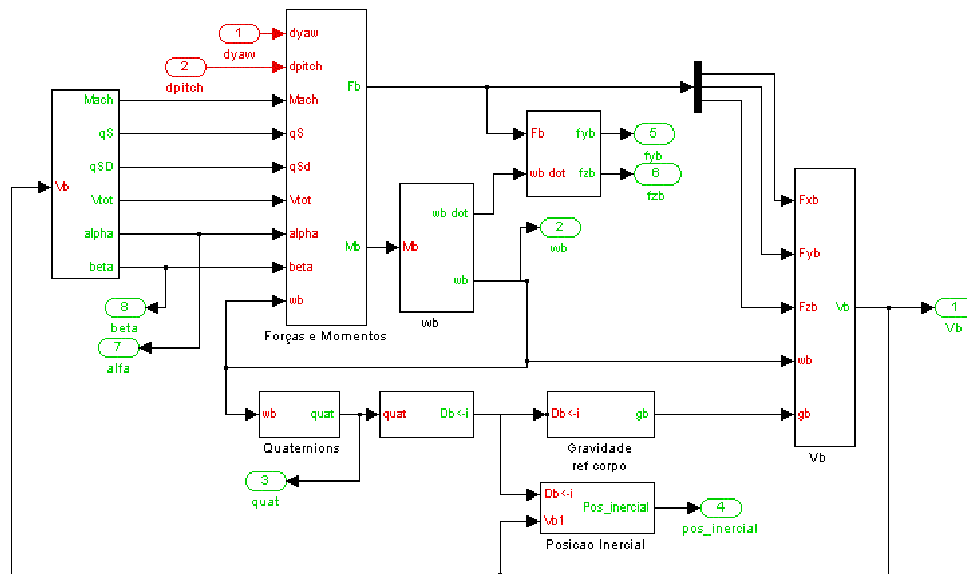 1
dyaw
2
dpitch
Vb
Mach
qS
qSD
Vtot
alpha
beta
8
beta
7
alfa
dyaw
dpitch
Mach
qS
qSd
Vtot
alpha
beta
wb
Fb
Mb
Forças e Momentos
Mb
wb dot
wb
wb
Fb
wb dot
fyb
fzb
5
fyb
6
fzb
2
wb
Fxb
Fyb
Fzb
wb
gb
Vb
Vb
1
Vb
wb
quat
Quaternions
3
quat
quat
Db<-i
Db<-i
gb
Gravidade
ref corpo
Db<-i
Vb1
Pos_inercial
Posicao Inercial
4
pos_inercial